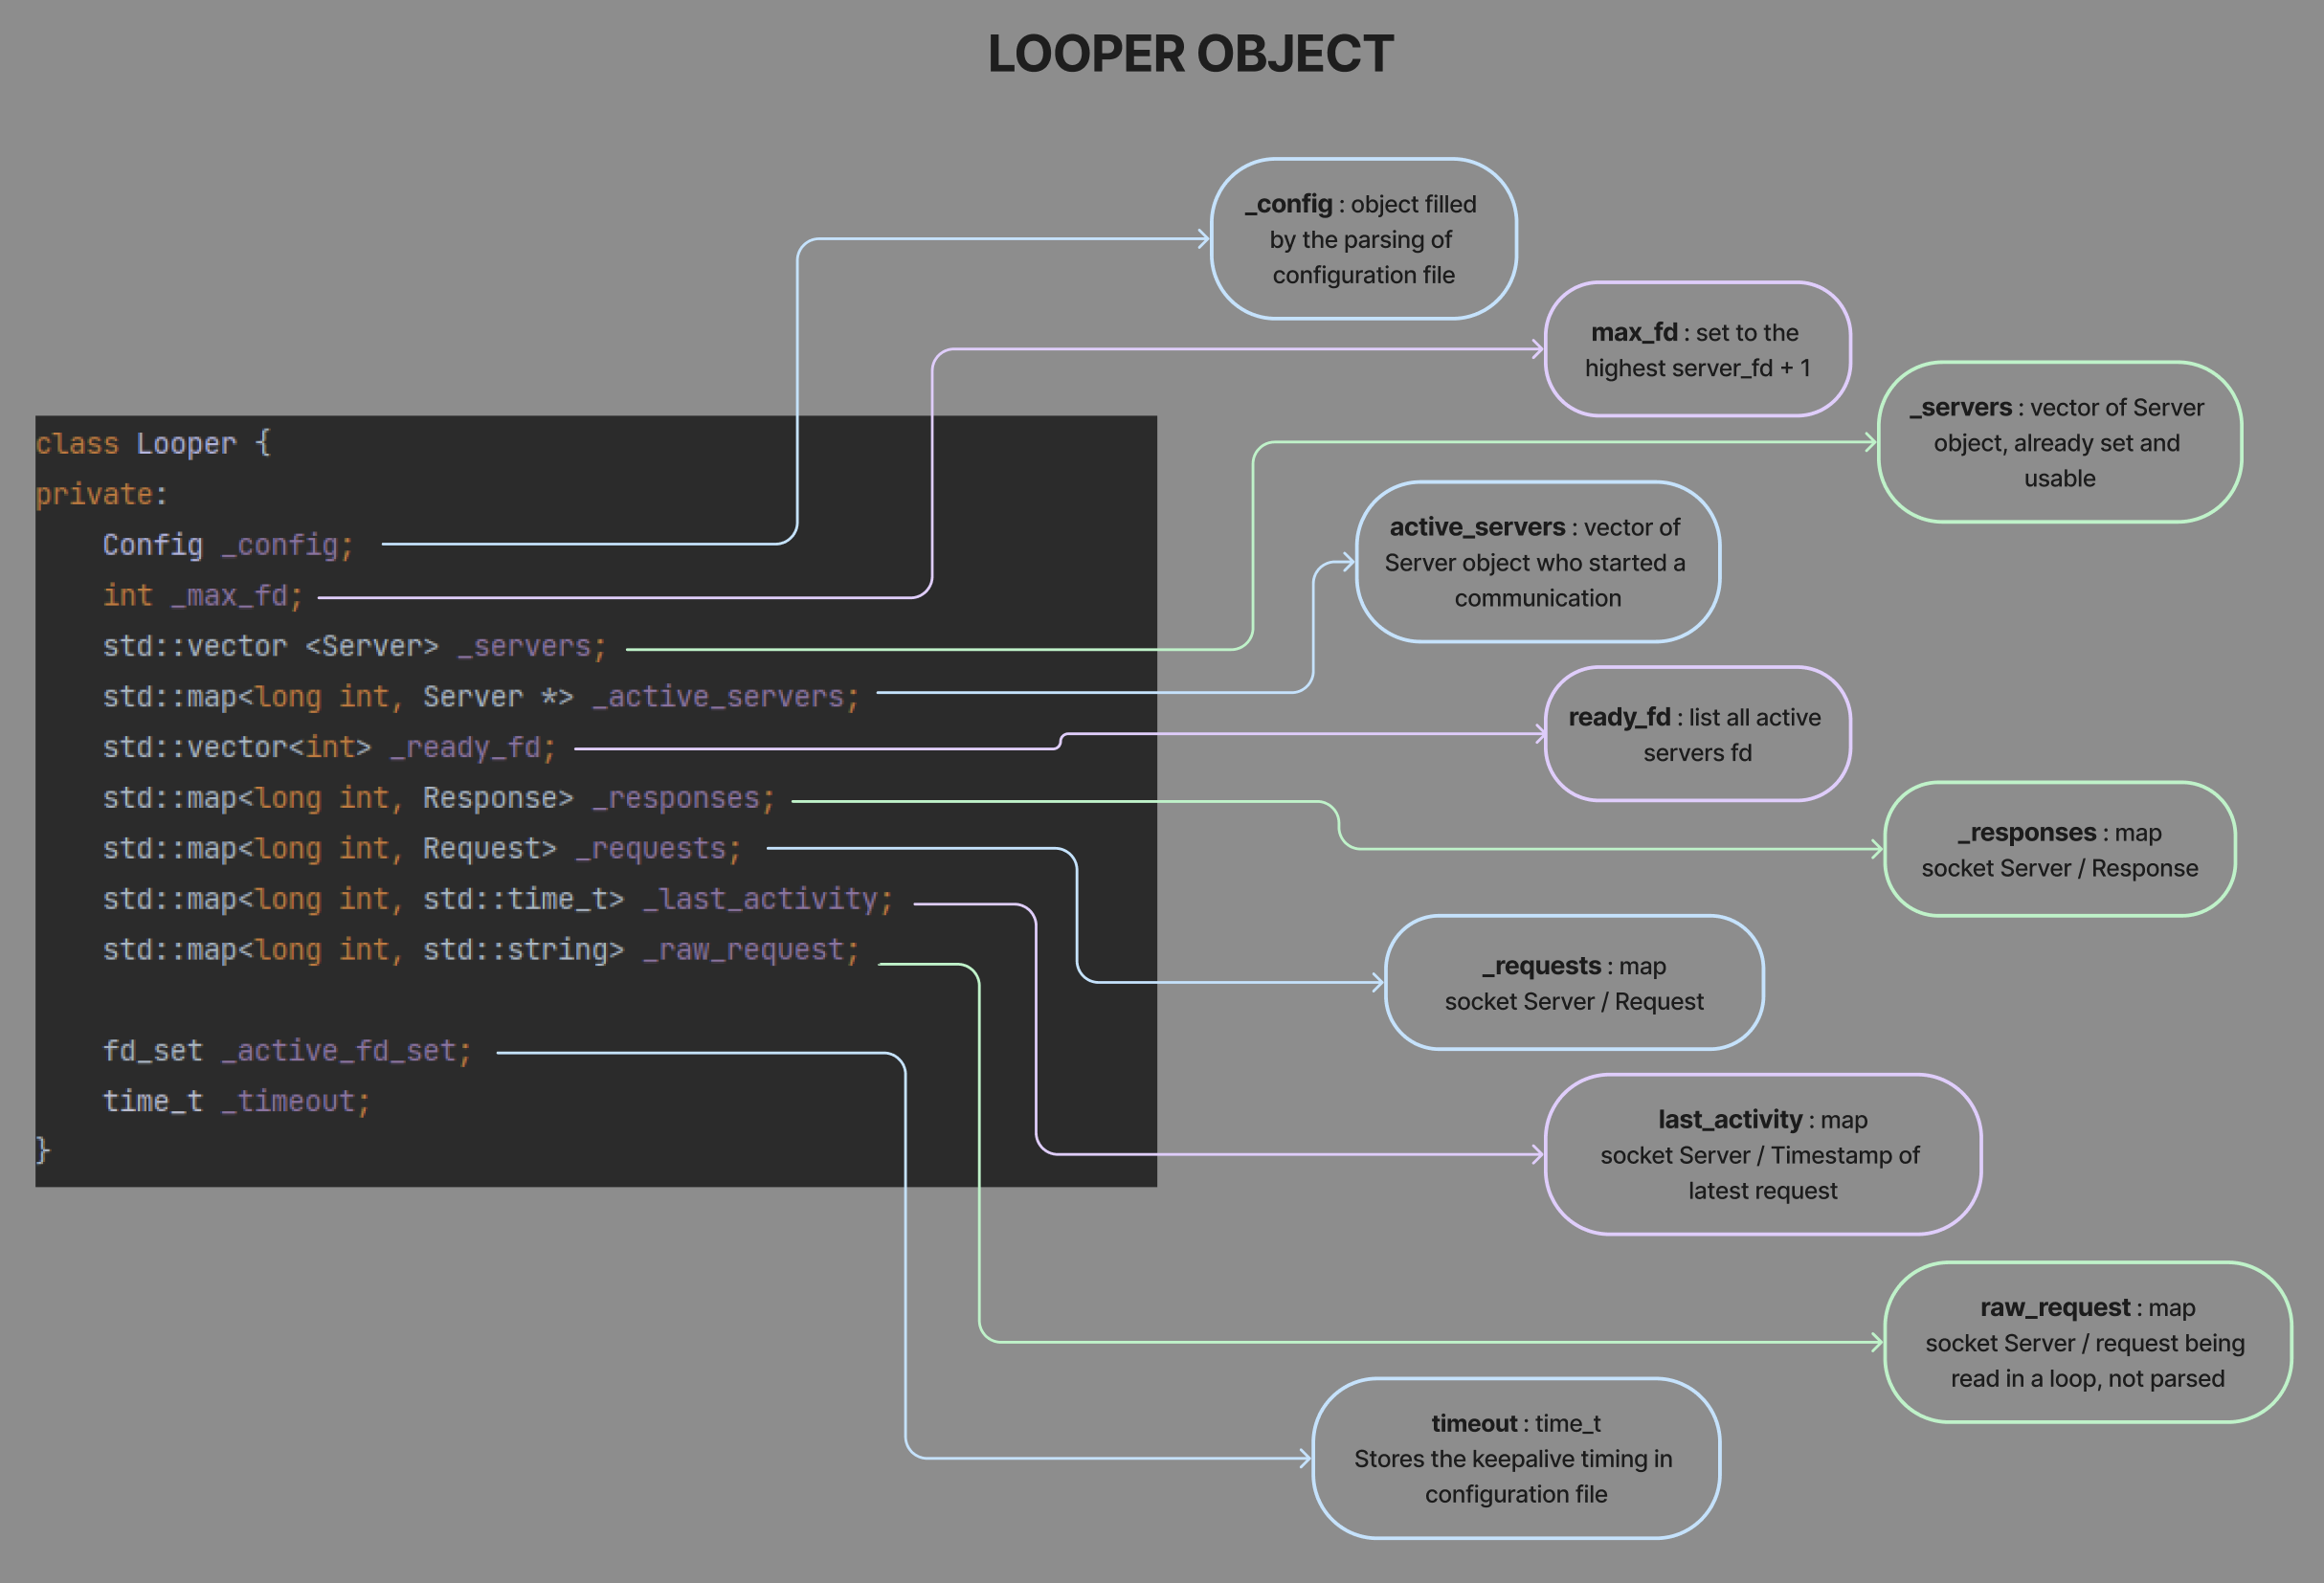 LOOPER OBJECT
class Looper {
private:
Config _config;
int _max_fd;
std::vector <Server> _servers;
std::map<long int, Server *> _active_servers;
std::vector<int> _ready_fd;
std::map<long int, Response> _responses;
std::map<long int, Request> _requests;
std::map<long int, std::time_t> _last_activity;
std::map<long int, std::string> _raw_request;
fd_set _active_fd_set;
time_t _timeout;
}
_config : object filled
by the parsing of
configuration file
max_fd : set to the
highest server_fd + 1
_servers : vector of Server
object, already set and
usable
active_servers : vector of
Server object who started a
communication
ready_fd : list all active
servers fd
_responses : map
socket Server / Response
_requests : map
socket Server / Request
last_activity : map
socket Server / Timestamp of
latest request
raw_request : map
socket Server / request being
read in a loop, not parsed
timeout : time_t
Stores the keepalive timing in
configuration file